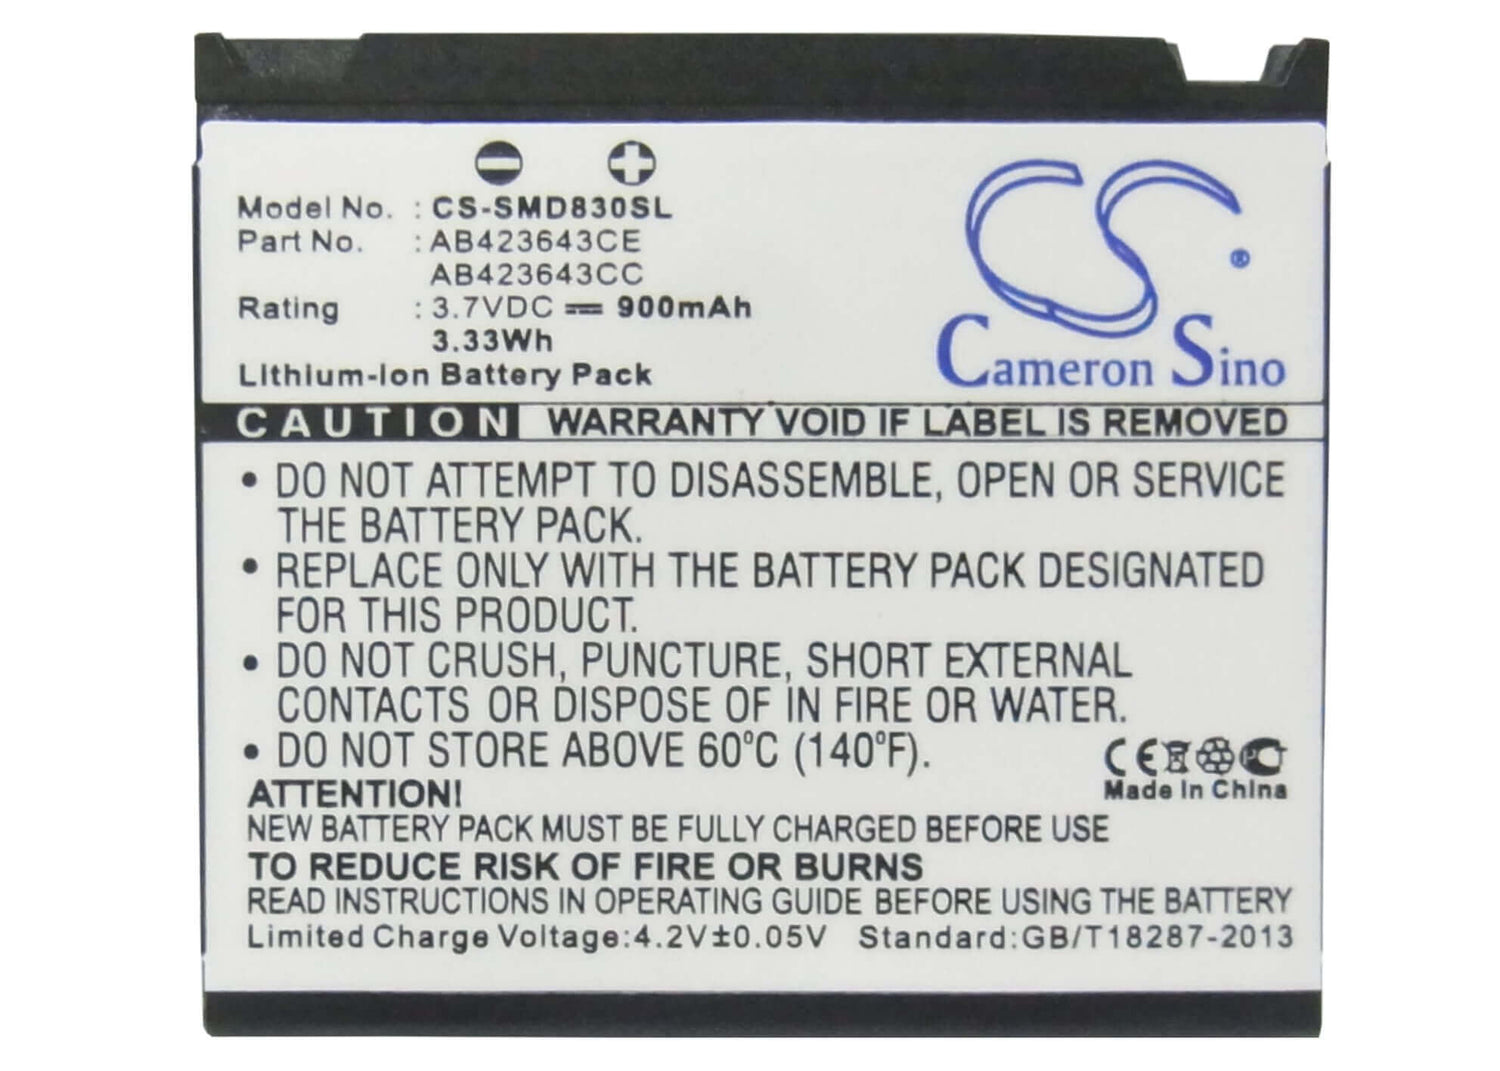 Model No. : CS-SMD830SL
Part No. : AB423643CE
AB423643CC
Rating : 3.7VDC 900mAh
3.33Wh
Lithium-Ion Battery Pack
CS ®
Cameron Sino
CAUTION WARRANTY VOID IF LABEL IS REMOVED
• DO NOT ATTEMPT TO DISASSEMBLE, OPEN OR SERVICE
THE BATTERY PACK.
• REPLACE ONLY WITH THE BATTERY PACK DESIGNATED
FOR THIS PRODUCT.
• DO NOT CRUSH, PUNCTURE, SHORT EXTERNAL
CONTACTS OR DISPOSE OF IN FIRE OR WATER.
• DO NOT STORE ABOVE 60°C (140°F).
CE
Made In China
ATTENTION!
NEW BATTERY PACK MUST BE FULLY CHARGED BEFORE USE
TO REDUCE RISK OF FIRE OR BURNS
READ INSTRUCTIONS IN OPERATING GUIDE BEFORE USING THE BATTERY
Limited Charge Voltage:4.2V±0.05V Standard:GB/T18287-2013